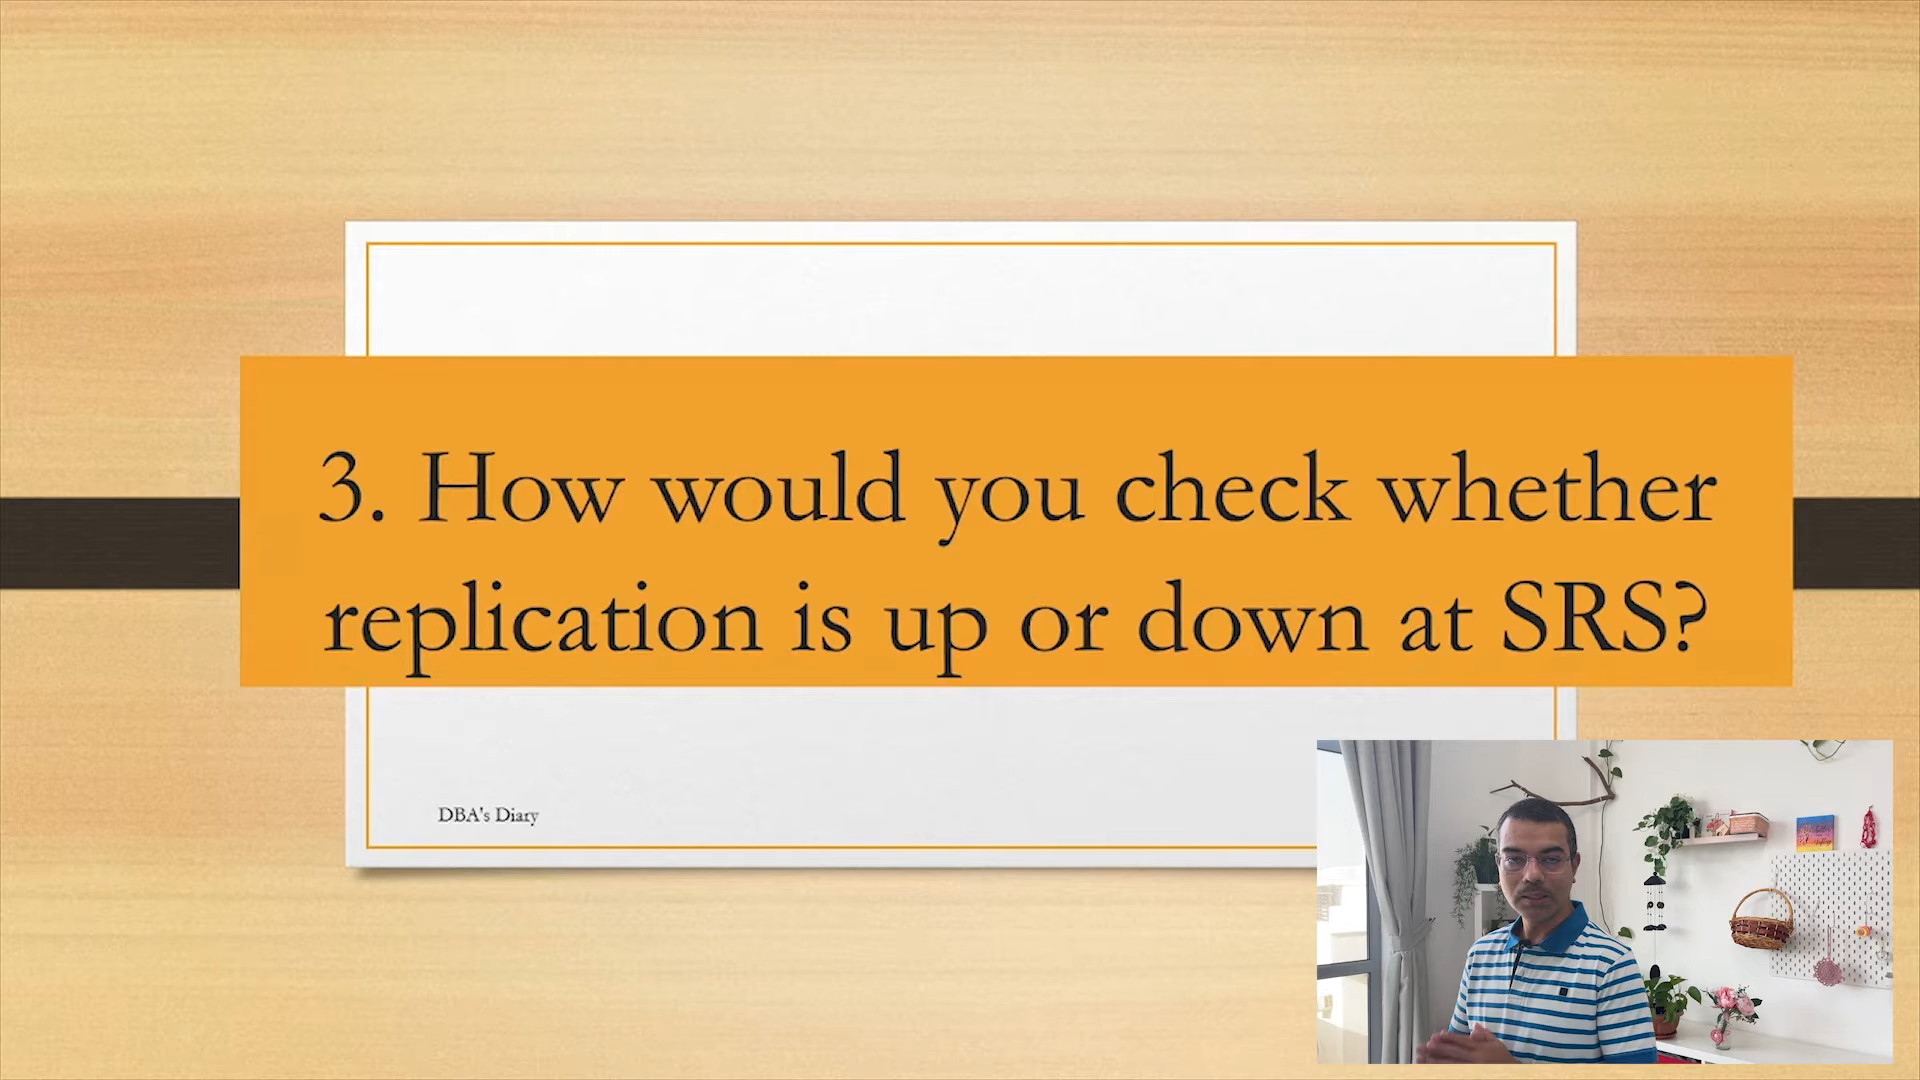 3. How would you check whether
replication is up or down at SRS?
DBA's Diary